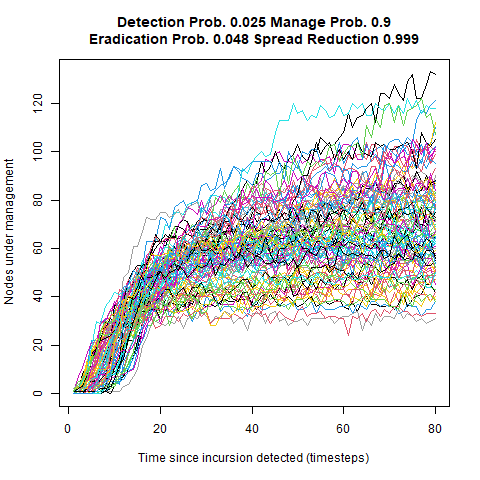 Detection Prob. 0.025 Manage Prob. 0.9
Eradication Prob. 0.048 Spread Reduction 0.999
Nodes under management
120
100
80
60
40
20
0
0 20 40 60 80
Time since incursion detected (timesteps)